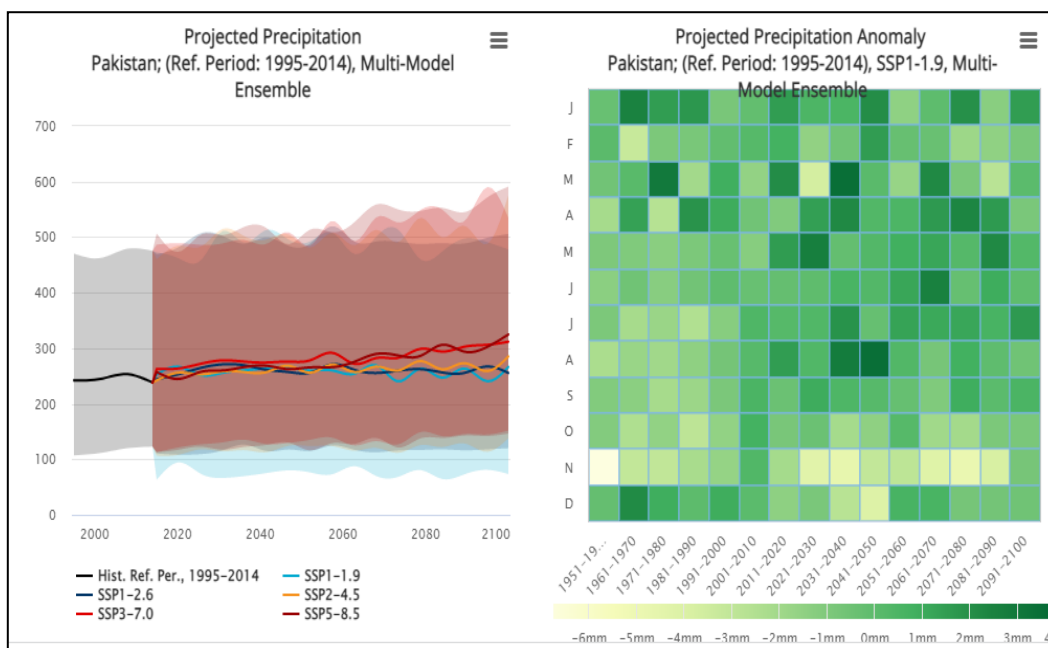 Projected Precipitation
Pakistan; (Ref. Period: 1995-2014), Multi-Model
Ensemble
700
600
500
400
300
200
100
0
2000
2020
2040
2060
2080
2100
Hist. Ref. Per., 1995-2014
SSP1-1.9
SSP1-2.6
SSP2-4.5
SSP3-7.0
SSP5-8.5
Projected Precipitation Anomaly
Pakistan; (Ref. Period: 1995-2014), SSP1-1.9, Multi-
Model Ensemble
J
F
M
A
M
J
J
A
S
O
N
D
1951-19...
1961-1970
1971-1980
1981-1990
1991-2000
2001-2010
2011-2020
2021-2030
2031-2040
2041-2050
2051-2060
2061-2070
2071-2080
2081-2090
2091-2100
-6mm
-5mm
-4mm
-3mm
-2mm
-1mm
0mm
1mm
2mm
3mm
4